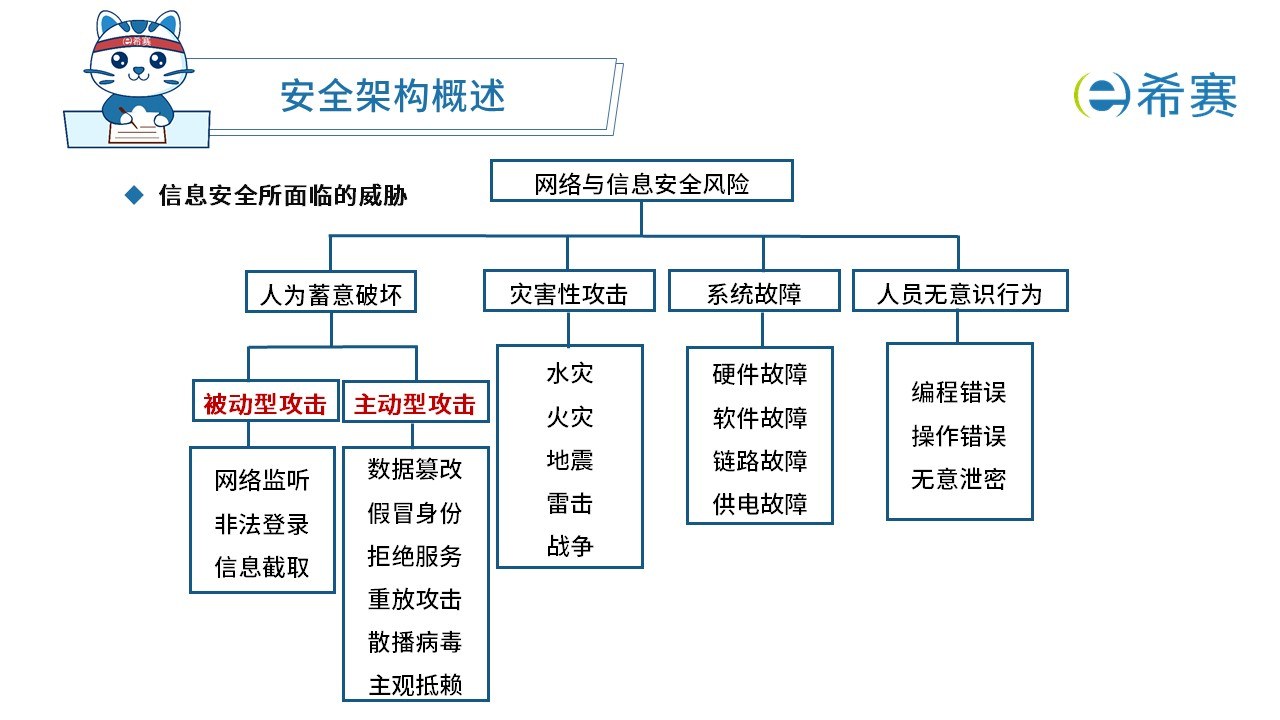 希赛
安全架构概述
希赛
信息安全所面临的威胁
网络与信息安全风险
人为蓄意破坏
灾害性攻击
系统故障
人员无意识行为
被动型攻击
主动型攻击
网络监听
非法登录
信息截取
数据篡改
假冒身份
拒绝服务
重放攻击
散播病毒
主观抵赖
水灾
火灾
地震
雷击
战争
硬件故障
软件故障
链路故障
供电故障
编程错误
操作错误
无意泄密